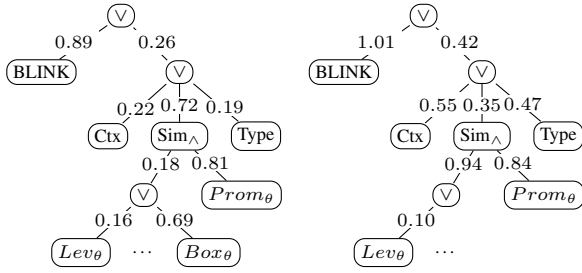 ∨ ∨
0.89 0.26 1.01 0.42
BLINK ∨ BLINK ∨
0.22 0.72 0.19 0.55 0.35 0.47
Ctx Sim∧ Type Ctx Sim∧ Type
0.18 0.81 0.94 0.84
∨ Promθ ∨ Promθ
0.16 0.69 0.10
Levθ ... Boxθ Levθ ...